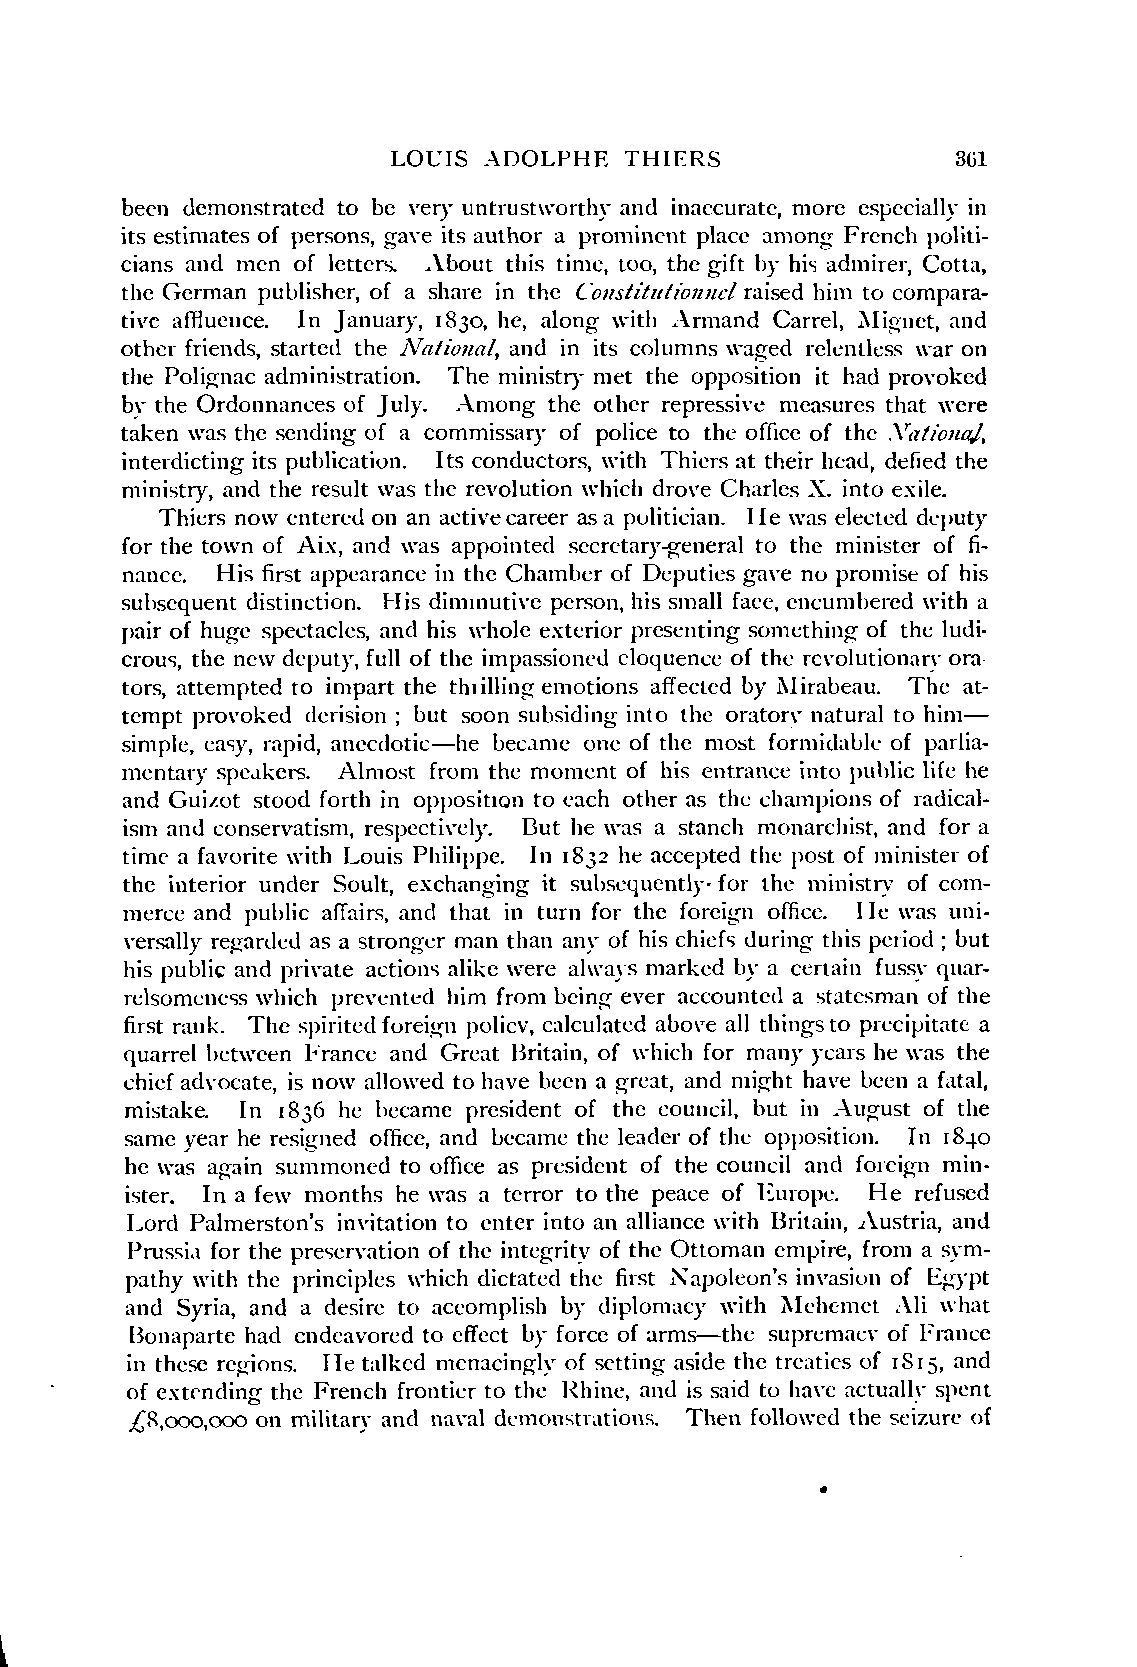 LOUIS ADOLPHE THIERS 361
been demonstrated to be very untrustworthy and inaccurate, more especially in
its estimates of persons, gave its author a prominent place among French politi-
cians and men of letters. About this time, too, the gift by his admirer, Cotta,
the German publisher, of a share in the Constitutionnel raised him to compara-
tive affluence. In January, 1830, he, along with Armand Carrel, Mignet, and
other friends, started the National, and in its columns waged relentless war on
the Polignac administration. The ministry met the opposition it had provoked
by the Ordonnances of July. Among the other repressive measures that were
taken was the sending of a commissary of police to the office of the National,
interdicting its publication. Its conductors, with Thiers at their head, defied the
ministry, and the result was the revolution which drove Charles X. into exile.
Thiers now entered on an active career as a politician. He was elected deputy
for the town of Aix, and was appointed secretary-general to the minister of fi-
nance. His first appearance in the Chamber of Deputies gave no promise of his
subsequent distinction. His diminutive person, his small face, encumbered with a
pair of huge spectacles, and his whole exterior presenting something of the ludi-
crous, the new deputy, full of the impassioned eloquence of the revolutionary ora-
tors, attempted to impart the thrilling emotions affected by Mirabeau. The at-
tempt provoked derision ; but soon subsiding into the oratory natural to him—
simple, easy, rapid, anecdotic—he became one of the most formidable of parlia-
mentary speakers. Almost from the moment of his entrance into public life he
and Guizot stood forth in opposition to each other as the champions of radical-
ism and conservatism, respectively. But he was a stanch monarchist, and for a
time a favorite with Louis Philippe. In 1832 he accepted the post of minister of
the interior under Soult, exchanging it subsequently for the ministry of com-
merce and public affairs, and that in turn for the foreign office. He was uni-
versally regarded as a stronger man than any of his chiefs during this period ; but
his public and private actions alike were always marked by a certain fussy quar-
relsomeness which prevented him from being ever accounted a statesman of the
first rank. The spirited foreign policy, calculated above all things to precipitate a
quarrel between France and Great Britain, of which for many years he was the
chief advocate, is now allowed to have been a great, and might have been a fatal,
mistake. In 1836 he became president of the council, but in August of the
same year he resigned office, and became the leader of the opposition. In 1840
he was again summoned to office as president of the council and foreign min-
ister. In a few months he was a terror to the peace of Europe. He refused
Lord Palmerston's invitation to enter into an alliance with Britain, Austria, and
Prussia for the preservation of the integrity of the Ottoman empire, from a sym-
pathy with the principles which dictated the first Napoleon's invasion of Egypt
and Syria, and a desire to accomplish by diplomacy with Mehemet Ali what
Bonaparte had endeavored to effect by force of arms—the supremacy of France
in these regions. He talked menacingly of setting aside the treaties of 1815, and
of extending the French frontier to the Rhine, and is said to have actually spent
£8,000,000 on military and naval demonstrations. Then followed the seizure of